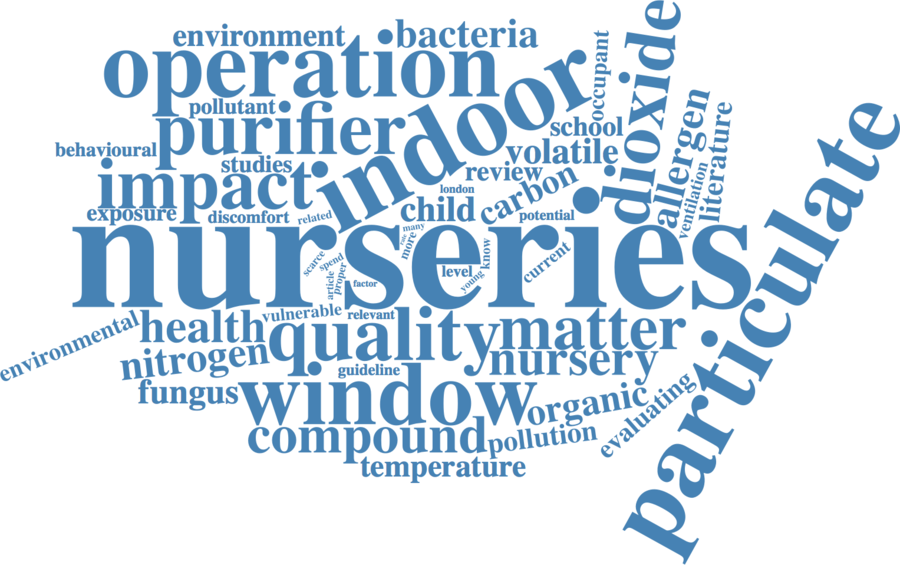 environment
bacteria
operation
pollutant
purifier
indoor
occupant
dioxide
school
allergen
literature
ventilation
particulate
behavioural
studies
volatile
review
impact
carbon
london
exposure
discomfort
related
child
potential
nurseries
many
rate
more
know
scarce
spend
article
proper
factor
level
young
current
environmental
health
vulnerable
relevant
quality
matter
nitrogen
nursery
guideline
fungus
window
organic
evaluating
compound
pollution
temperature